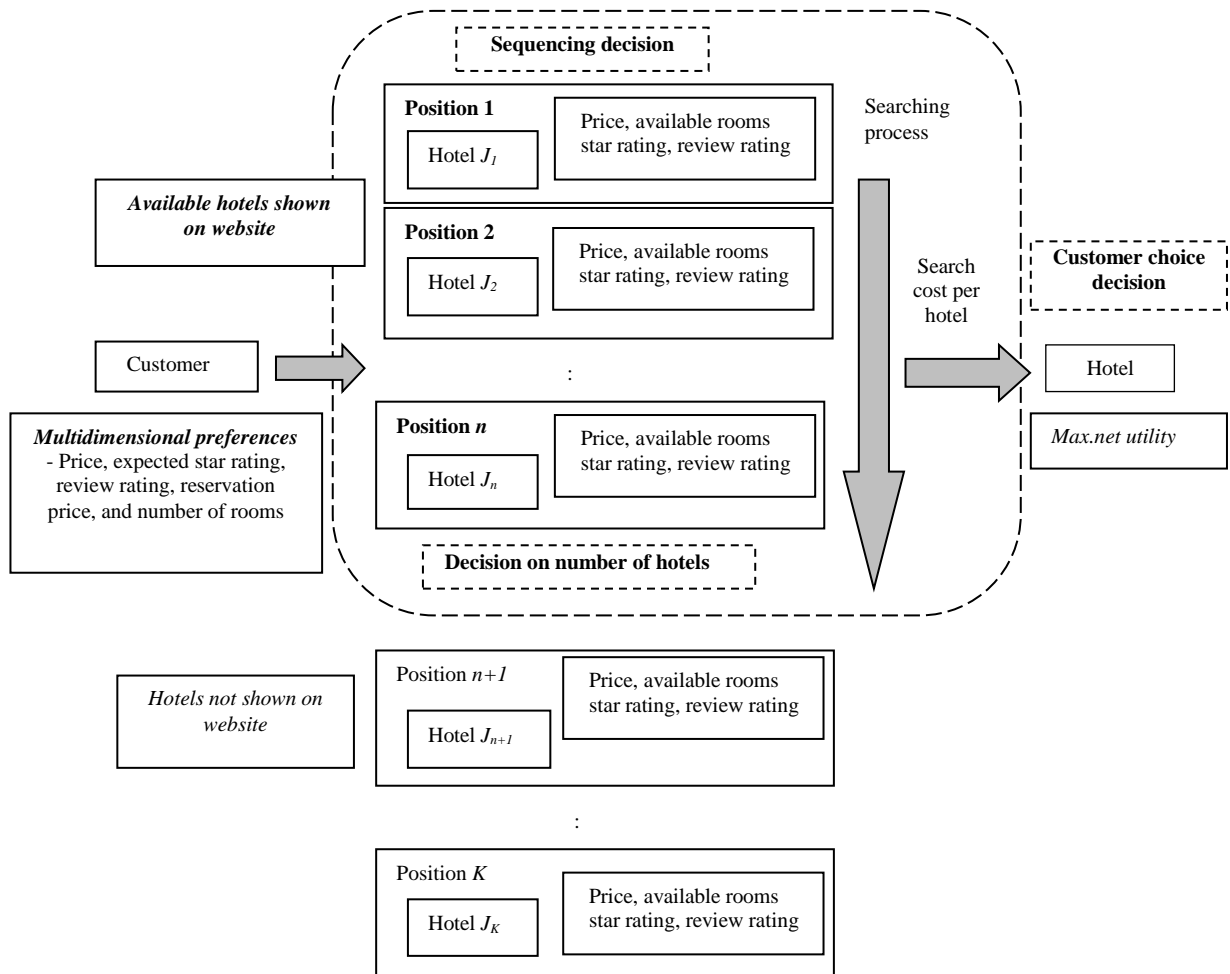 Sequencing decision
Position 1
Hotel J1
Price, available rooms
star rating, review rating
Searching
process
Available hotels shown
on website
Position 2
Hotel J2
Price, available rooms
star rating, review rating
Search
cost per
hotel
Customer choice
decision
Customer
:
Hotel
Multidimensional preferences
- Price, expected star rating,
review rating, reservation
price, and number of rooms
Position n
Hotel Jn
Price, available rooms
star rating, review rating
Max.net utility
Decision on number of hotels
Hotels not shown on
website
Position n+1
Hotel Jn+1
Price, available rooms
star rating, review rating
:
Position K
Hotel JK
Price, available rooms
star rating, review rating